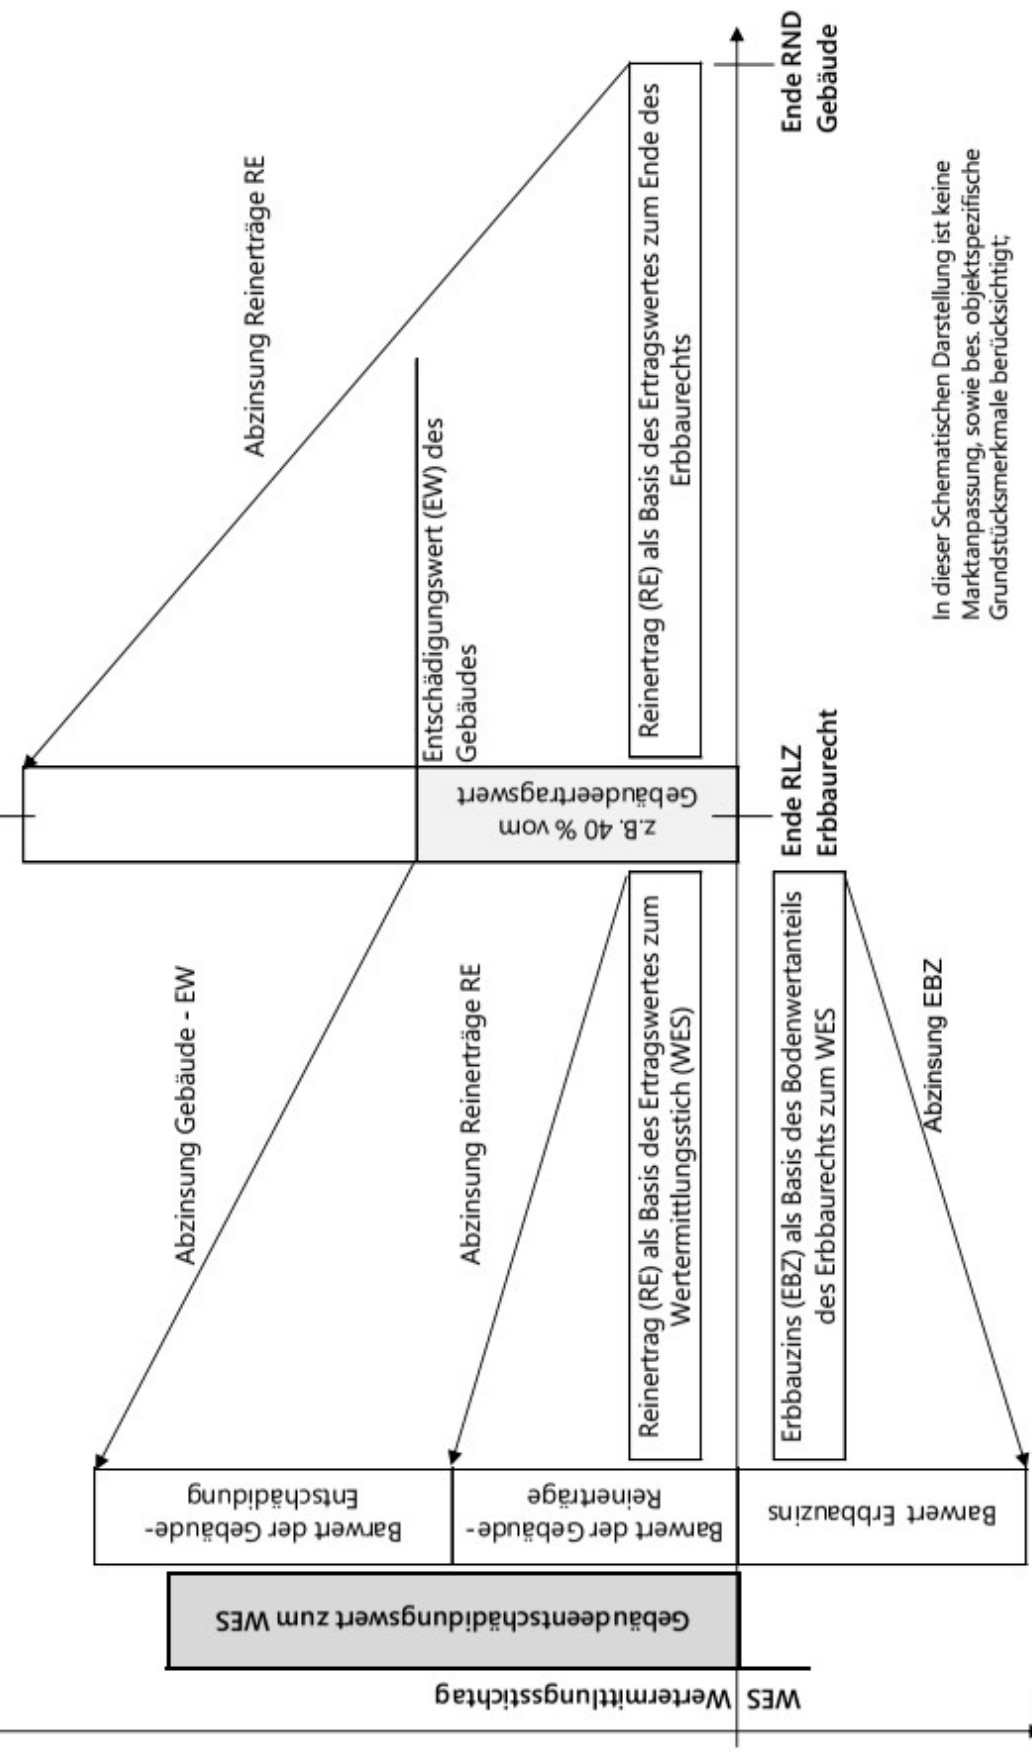 Abzinsung Reinerträge RE
Abzinsung Gebäude - EW
Entschädigungswert (EW) des
Gebäudes
Abzinsung Reinerträge RE
Barwert der Gebäude-
Entschädidung
Barwert der Gebäude-
Reinerträge
Barwert Erbbauzins
Gebäudeentschädidungswert zum WES
WES Wertermittlungsstichtag
WES
z.B. 40 % vom
Gebäudeertragswert
Reinertrag (RE) als Basis des Ertragswertes zum
Wertermittlungsstich (WES)
Reinertrag (RE) als Basis des Ertragswertes zum Ende des
Erbbaurechts
Erbbauzins (EBZ) als Basis des Bodenwertanteils
des Erbbaurechts zum WES
Ende RLZ
Erbbaurecht
Ende RND
Gebäude
Abzinsung EBZ
In dieser Schematischen Darstellung ist keine
Marktanpassung, sowie bes. objektspezifische
Grundstücksmerkmale berücksichtigt;